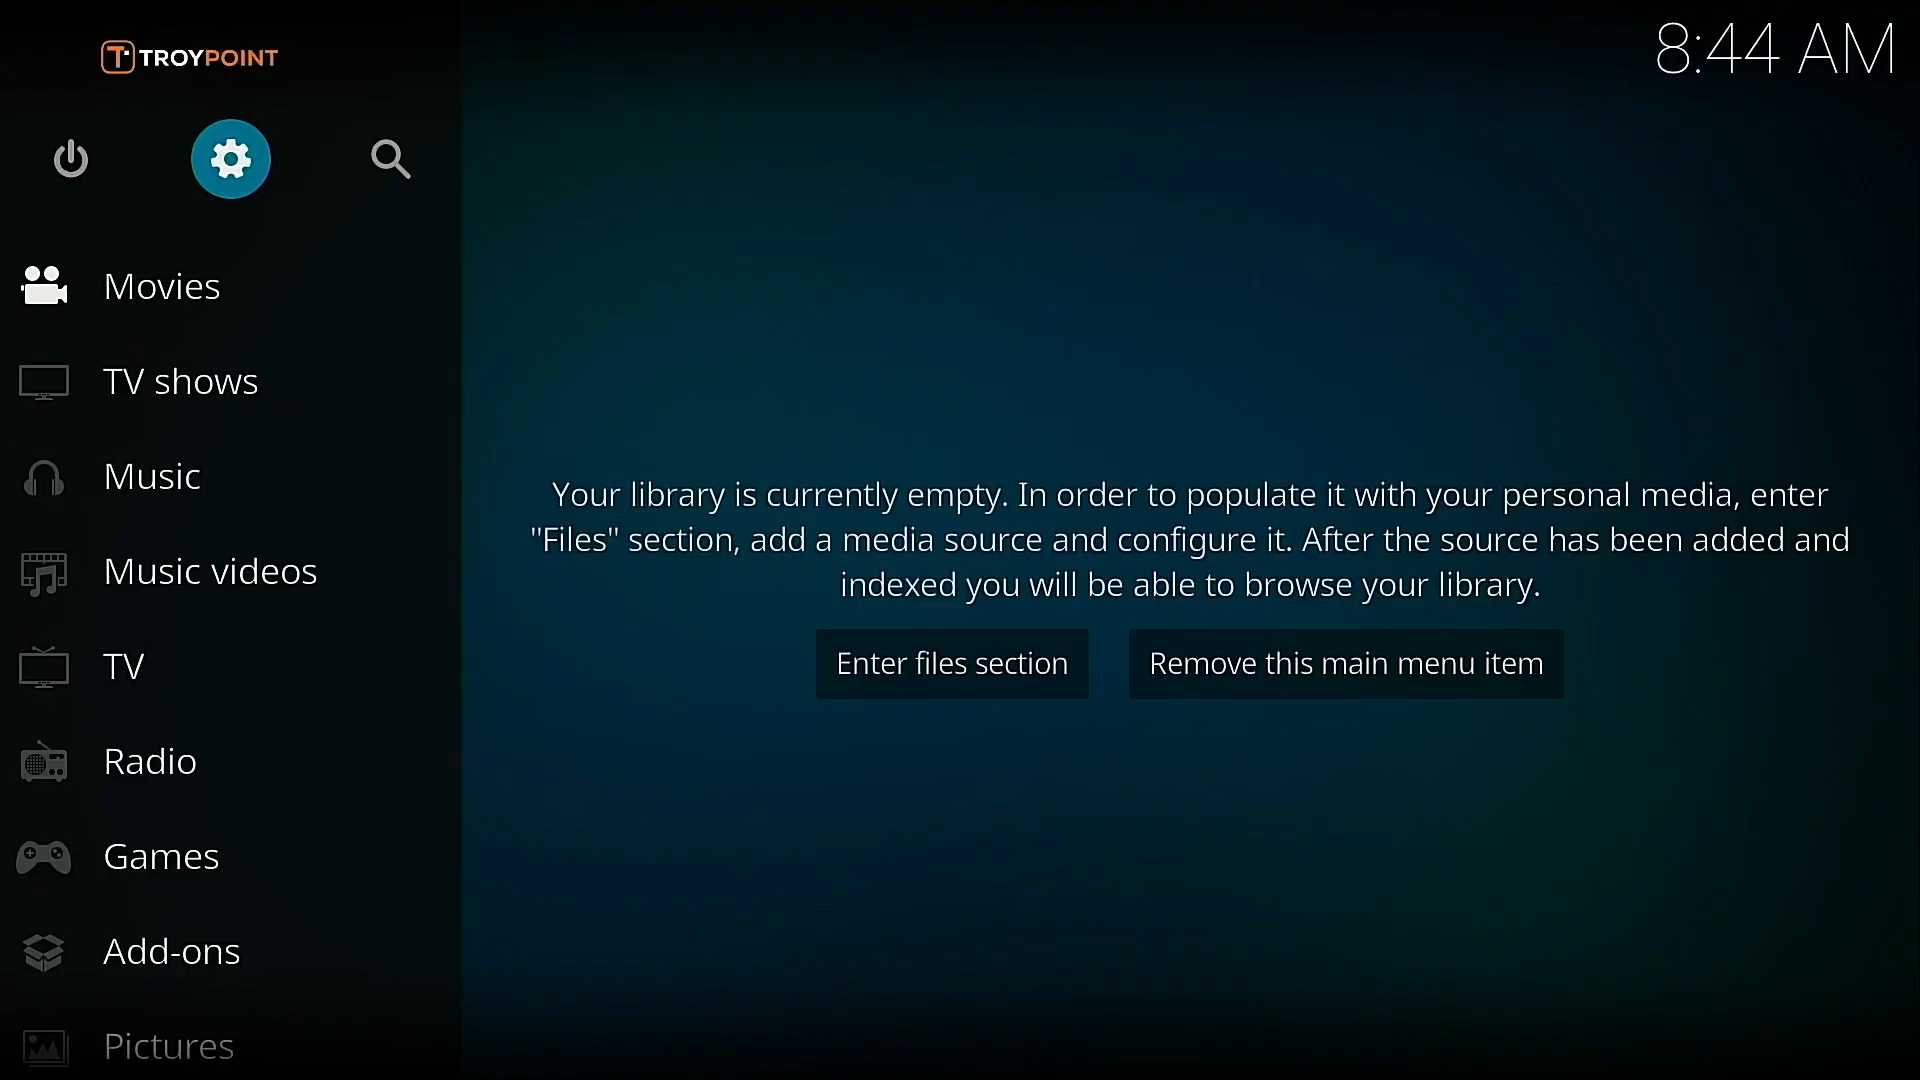 TROYPOINT
8:44 AM
Movies
TV shows
Music
Music videos
TV
Radio
Games
Add-ons
Pictures
Your library is currently empty. In order to populate it with your personal media, enter
"Files" section, add a media source and configure it. After the source has been added and
indexed you will be able to browse your library.
Enter files section
Remove this main menu item